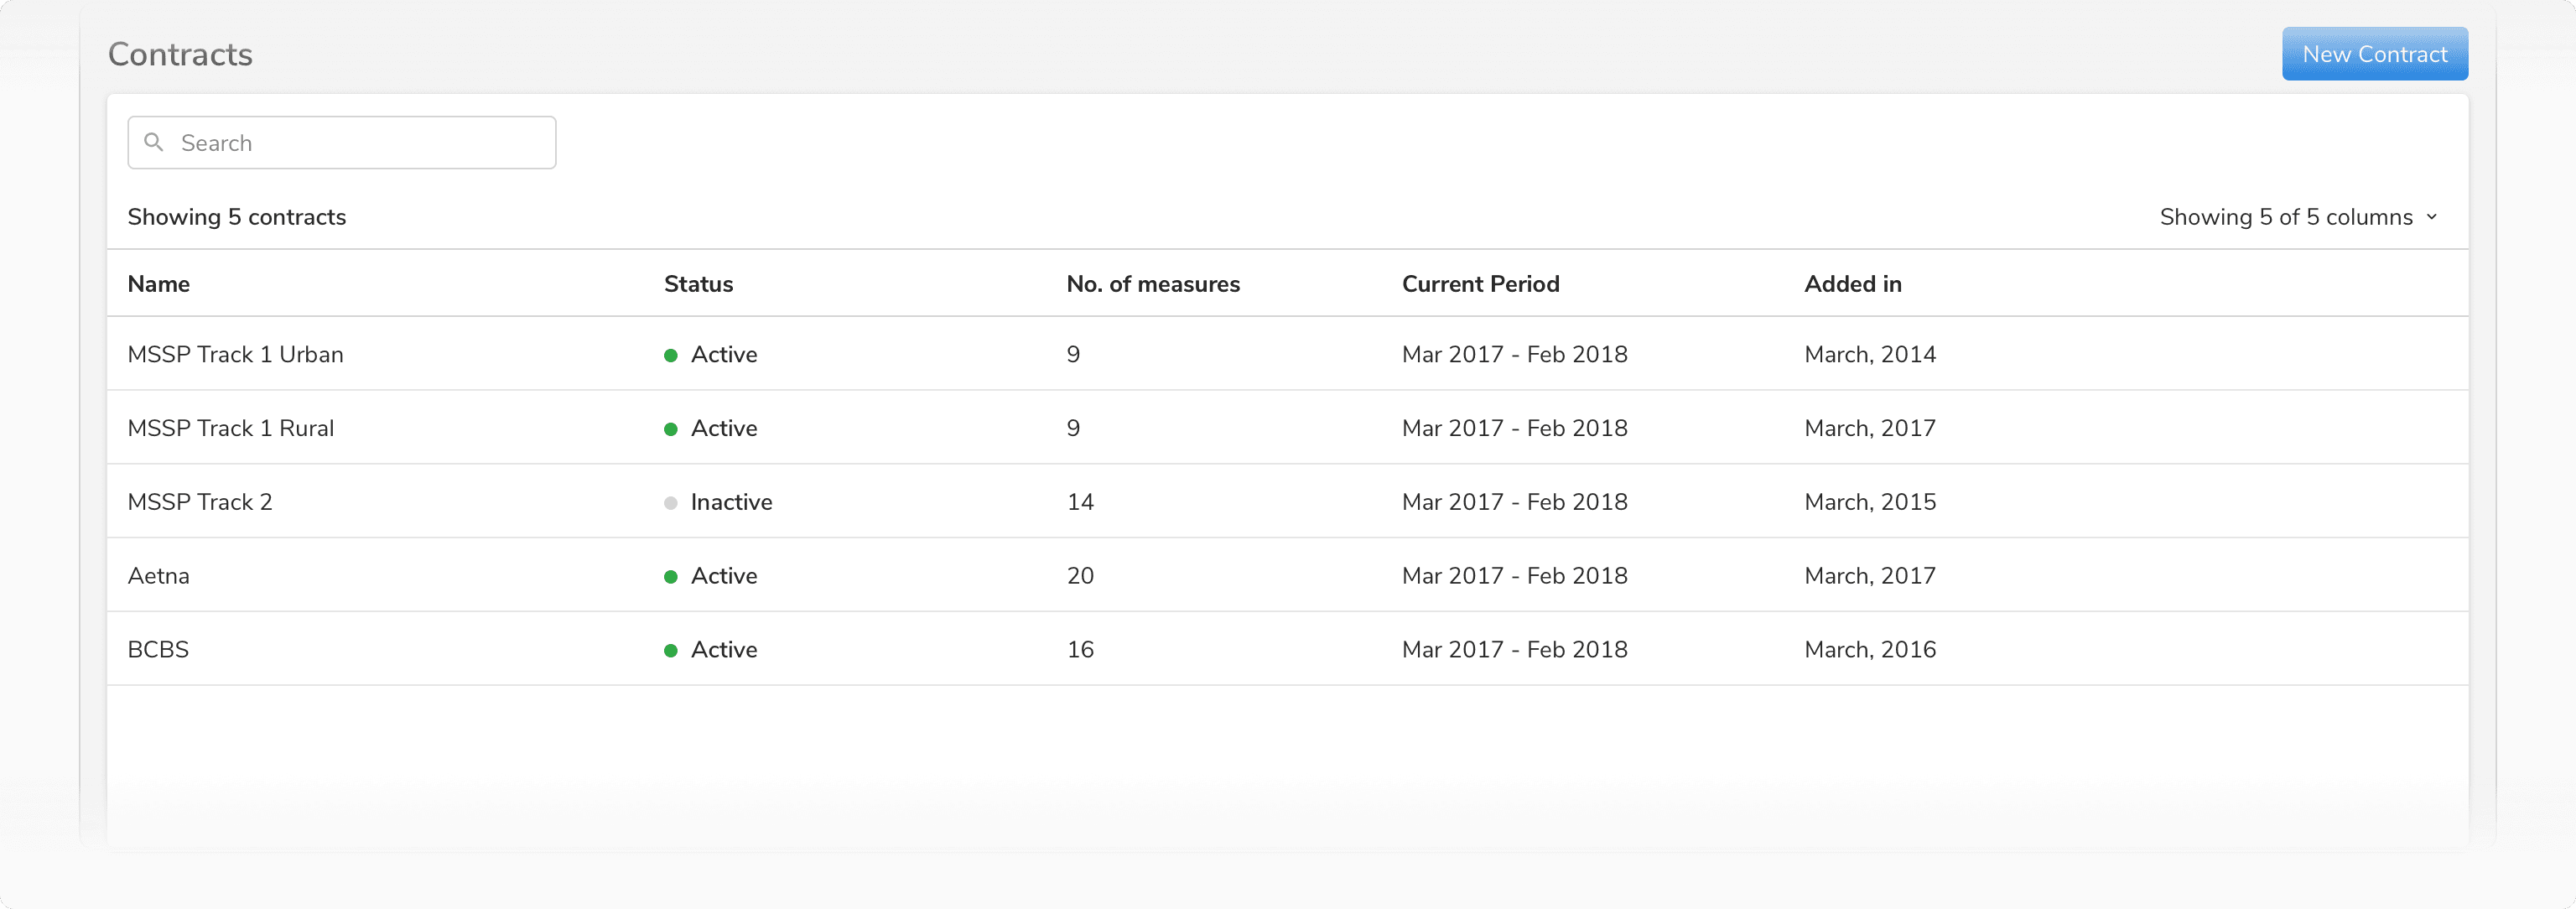 Contracts
New Contract
Search
Showing 5 contracts
Showing 5 of 5 columns
Name Status No. of measures Current Period Added in
MSSP Track 1 Urban Active 9 Mar 2017 - Feb 2018 March, 2014
MSSP Track 1 Rural Active 9 Mar 2017 - Feb 2018 March, 2017
MSSP Track 2 Inactive 14 Mar 2017 - Feb 2018 March, 2015
Aetna Active 20 Mar 2017 - Feb 2018 March, 2017
BCBS Active 16 Mar 2017 - Feb 2018 March, 2016